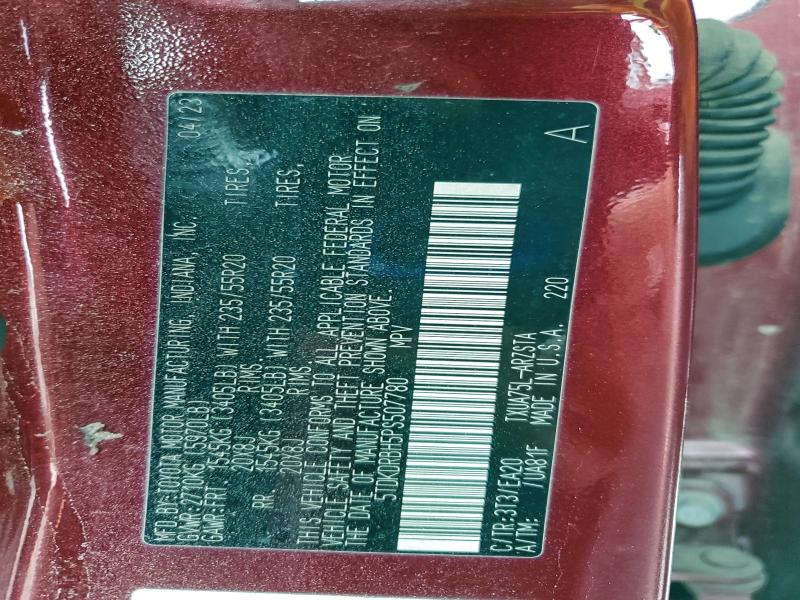 MFD BY:TOYOTA MOTOR MANUFACTURING, INDIANA, INC. 04/23
GVWR:2710KG (5980LB)
GAWR:FRT 1545KG (3405LB) WITH 235/55R20 TIRES,
20X8J RIMS,
RR 1545KG (3405LB) WITH 235/55R20 TIRES,
20X8J RIMS
THIS VEHICLE CONFORMS TO ALL APPLICABLE FEDERAL MOTOR
VEHICLE SAFETY AND THEFT PREVENTION STANDARDS IN EFFECT ON
THE DATE OF MANUFACTURE SHOWN ABOVE.
5TDKDRBH5PS507780 MPV
C/TR:3T3/EA20 TXUA75L-ARZSTA
A/TM: /U0A81F MADE IN U.S.A. 220
A